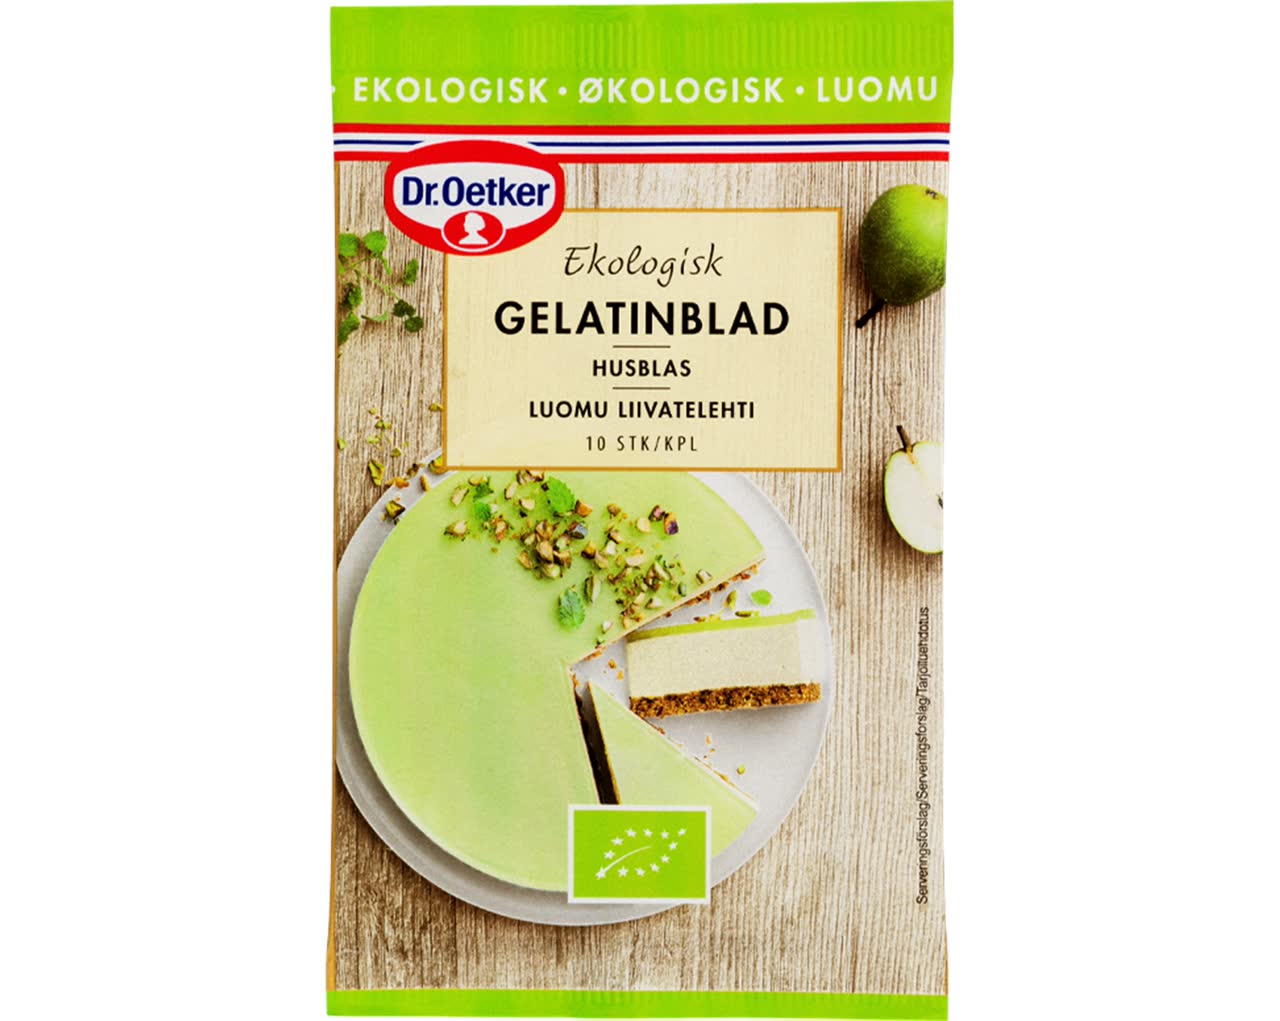 · EKOLOGISK · ØKOLOGISK · LUOMU
Dr.Oetker
Ekologisk
GELATINBLAD
HUSBLAS
LUOMU LIIVATELEHTI
10 STK/KPL
Serveringsförslag/Serveringsforslag/Tarjoiluehdotus